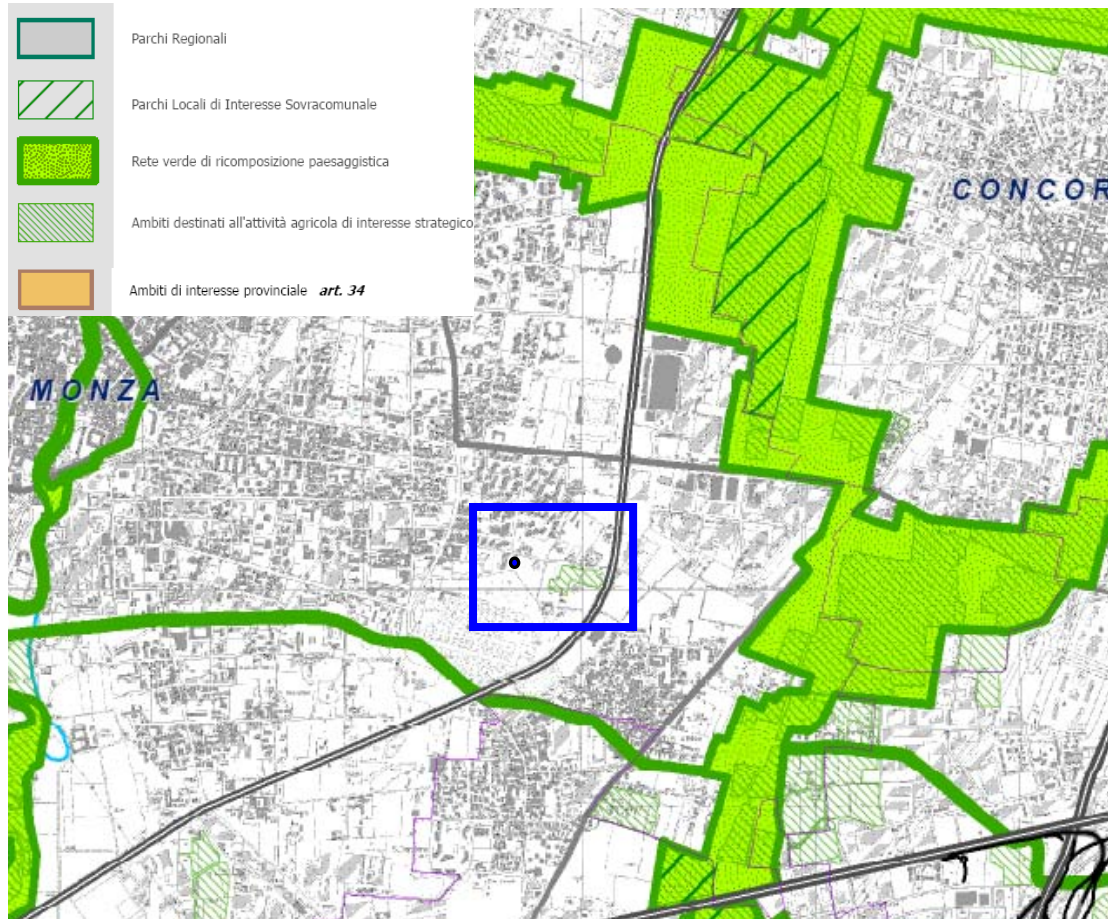 Parchi Regionali
Parchi Locali di Interesse Sovracomunale
Rete verde di ricomposizione paesaggistica
Ambiti destinati all'attività agricola di interesse strategico
Ambiti di interesse provinciale art. 34
CONCOR
MONZA